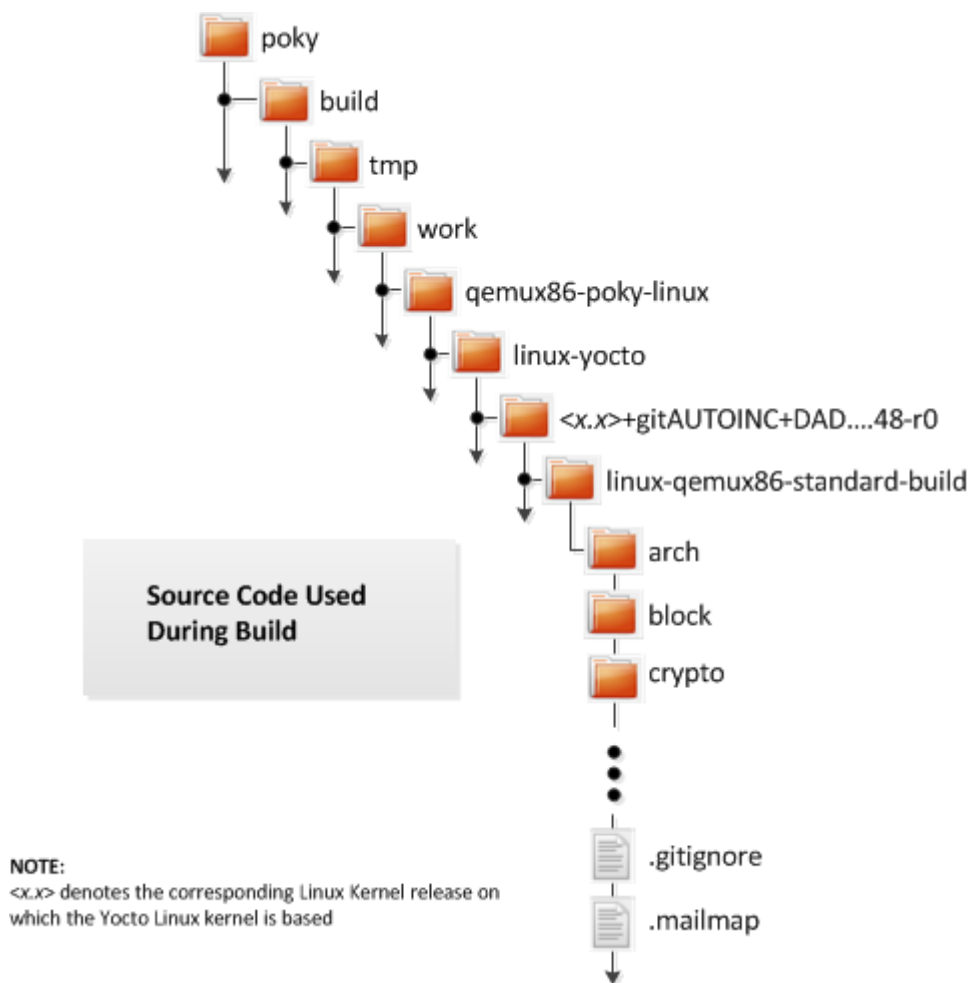 poky
build
tmp
work
qemux86-poky-linux
linux-yocto
<x.x>+gitAUTOINC+DAD....48-r0
linux-qemux86-standard-build
arch
block
crypto
Source Code Used
During Build
.gitignore
.mailmap
NOTE:
<x.x> denotes the corresponding Linux Kernel release on
which the Yocto Linux kernel is based